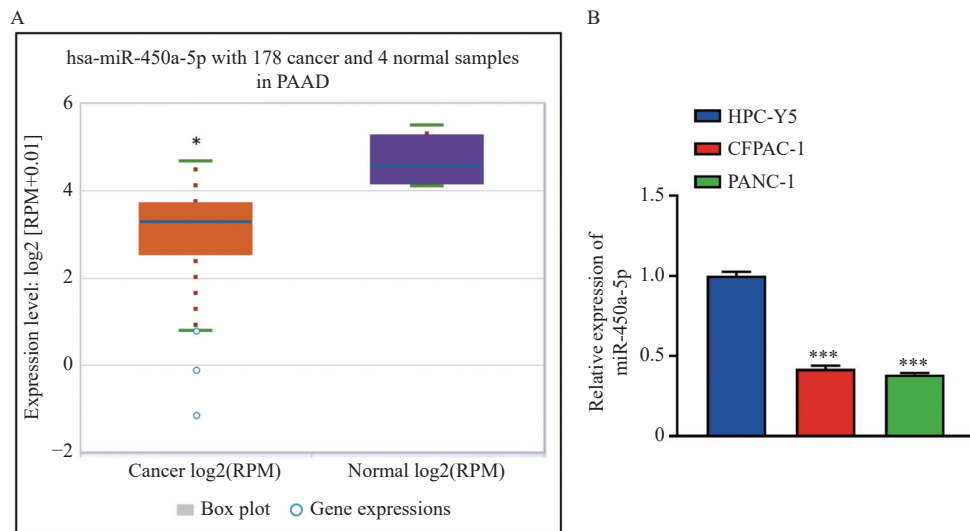 A
hsa-miR-450a-5p with 178 cancer and 4 normal samples
in PAAD
Expression level: log2 [RPM+0.01]
6
4
2
0
−2
*
Cancer log2(RPM)
Normal log2(RPM)
Box plot
Gene expressions
B
HPC-Y5
CFPAC-1
PANC-1
Relative expression of
miR-450a-5p
1.5
1.0
0.5
0
***
***